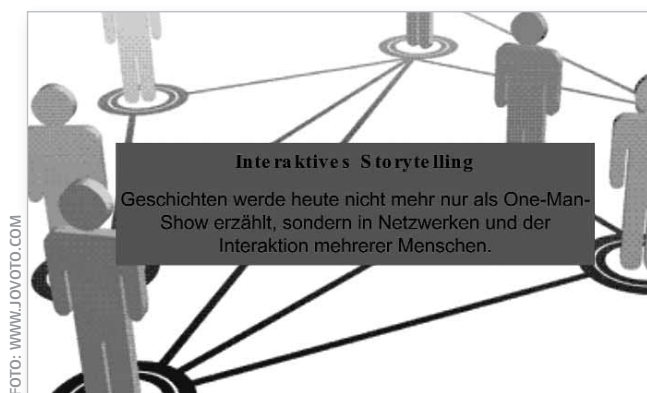 Interaktives Storytelling
Geschichten werde heute nicht mehr nur als One-Man-
Show erzählt, sondern in Netzwerken und der
Interaktion mehrerer Menschen.
FOTO: WWW.JOVOTO.COM